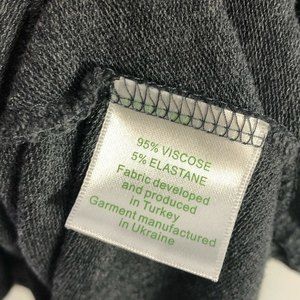 95% VISCOSE
5% ELASTANE
Fabric developed
and produced
in Turkey
Garment manufactured
in Ukraine